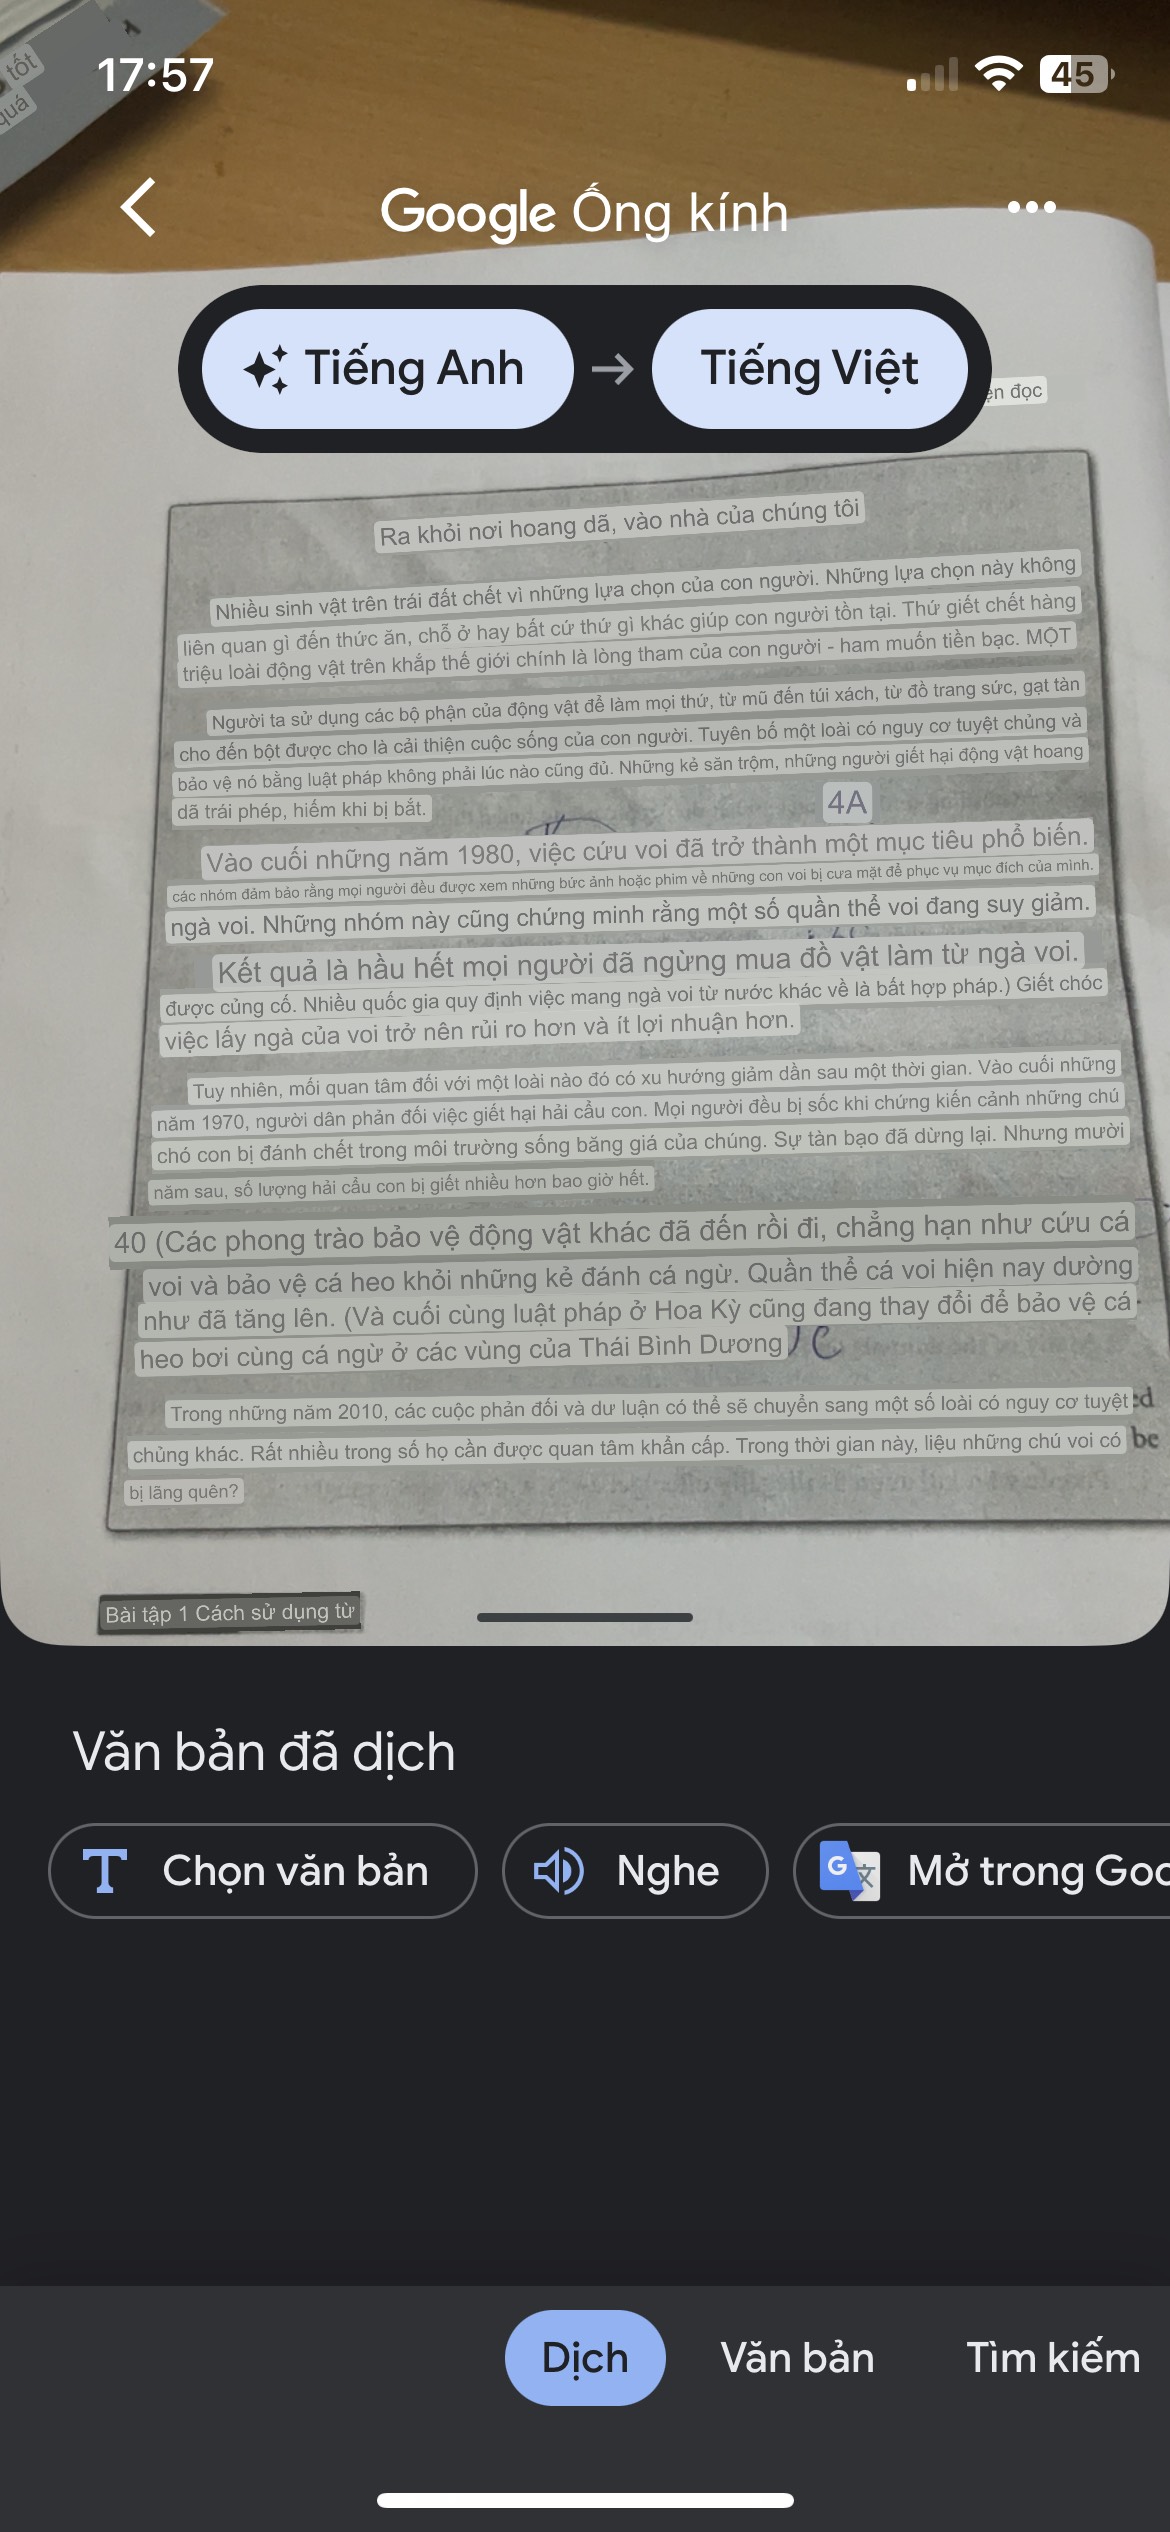 tốt
quá
17:57
45
Google Ống kính
Tiếng Anh → Tiếng Việt
đọc
Ra khỏi nơi hoang dã, vào nhà của chúng tôi
Nhiều sinh vật trên trái đất chết vì những lựa chọn của con người. Những lựa chọn này không
liên quan gì đến thức ăn, chỗ ở hay bất cứ thứ gì khác giúp con người tồn tại. Thứ giết chết hàng
triệu loài động vật trên khắp thế giới chính là lòng tham của con người - ham muốn tiền bạc. MỘT
Người ta sử dụng các bộ phận của động vật để làm mọi thứ, từ mũ đến túi xách, từ đồ trang sức, gạt tàn
cho đến bột được cho là cải thiện cuộc sống của con người. Tuyên bố một loài có nguy cơ tuyệt chủng và
bảo vệ nó bằng luật pháp không phải lúc nào cũng đủ. Những kẻ săn trộm, những người giết hại động vật hoang
dã trái phép, hiếm khi bị bắt.
4A
Vào cuối những năm 1980, việc cứu voi đã trở thành một mục tiêu phổ biến.
các nhóm đảm bảo rằng mọi người đều được xem những bức ảnh hoặc phim về những con voi bị cưa mặt để phục vụ mục đích của mình.
ngà voi. Những nhóm này cũng chứng minh rằng một số quần thể voi đang suy giảm.
Kết quả là hầu hết mọi người đã ngừng mua đồ vật làm từ ngà voi.
được củng cố. Nhiều quốc gia quy định việc mang ngà voi từ nước khác về là bất hợp pháp.) Giết chóc
việc lấy ngà của voi trở nên rủi ro hơn và ít lợi nhuận hơn.
Tuy nhiên, mối quan tâm đối với một loài nào đó có xu hướng giảm dần sau một thời gian. Vào cuối những
năm 1970, người dân phản đối việc giết hại hải cẩu con. Mọi người đều bị sốc khi chứng kiến cảnh những chú
chó con bị đánh chết trong môi trường sống băng giá của chúng. Sự tàn bạo đã dừng lại. Nhưng mười
năm sau, số lượng hải cẩu con bị giết nhiều hơn bao giờ hết.
40 (Các phong trào bảo vệ động vật khác đã đến rồi đi, chẳng hạn như cứu cá
voi và bảo vệ cá heo khỏi những kẻ đánh cá ngừ. Quần thể cá voi hiện nay dường
như đã tăng lên. (Và cuối cùng luật pháp ở Hoa Kỳ cũng đang thay đổi để bảo vệ cá
heo bơi cùng cá ngừ ở các vùng của Thái Bình Dương
Trong những năm 2010, các cuộc phản đối và dư luận có thể sẽ chuyển sang một số loài có nguy cơ tuyệt
chủng khác. Rất nhiều trong số họ cần được quan tâm khẩn cấp. Trong thời gian này, liệu những chú voi có be
bị lãng quên?
Bài tập 1 Cách sử dụng từ
Văn bản đã dịch
Chọn văn bản
Nghe
Mở trong Goo
Dịch
Văn bản
Tìm kiếm